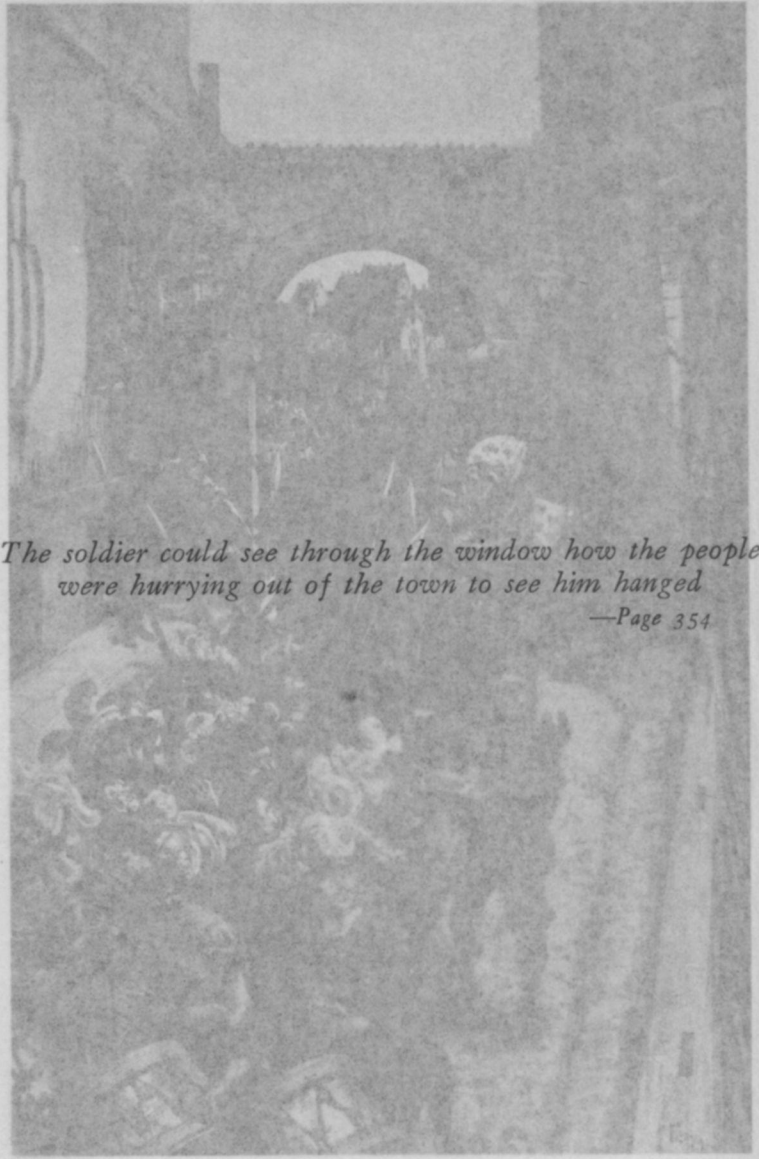 The soldier could see through the window how the people
were hurrying out of the town to see him hanged
—Page 354